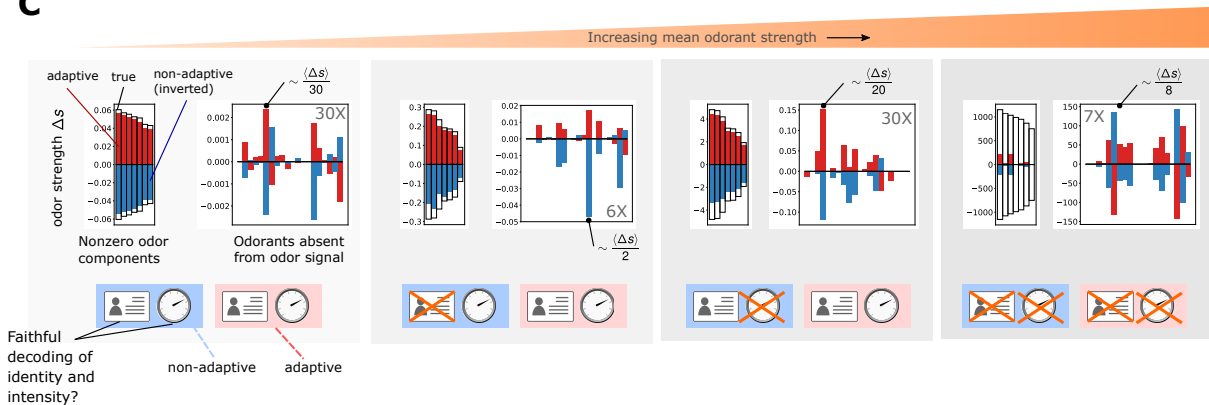 C
Increasing mean odorant strength
adaptive
true
non-adaptive
(inverted)
odor strength Δs
0.06
0.04
0.02
0.00
−0.02
−0.04
−0.06
Nonzero odor
components
0.002
0.001
0.000
−0.001
−0.002
30X
∼ ⟨Δs⟩/30
Odorants absent
from odor signal
0.3
0.2
0.1
0.0
−0.1
−0.2
−0.3
0.02
0.00
−0.01
−0.03
−0.04
−0.05
6X
∼ ⟨Δs⟩/2
4
2
0
−2
−4
0.15
0.10
0.05
0.00
−0.05
−0.10
30X
∼ ⟨Δs⟩/20
1000
500
0
−500
−1000
150
100
50
0
−50
−100
−150
7X
∼ ⟨Δs⟩/8
Faithful
decoding of
identity and
intensity?
non-adaptive
adaptive